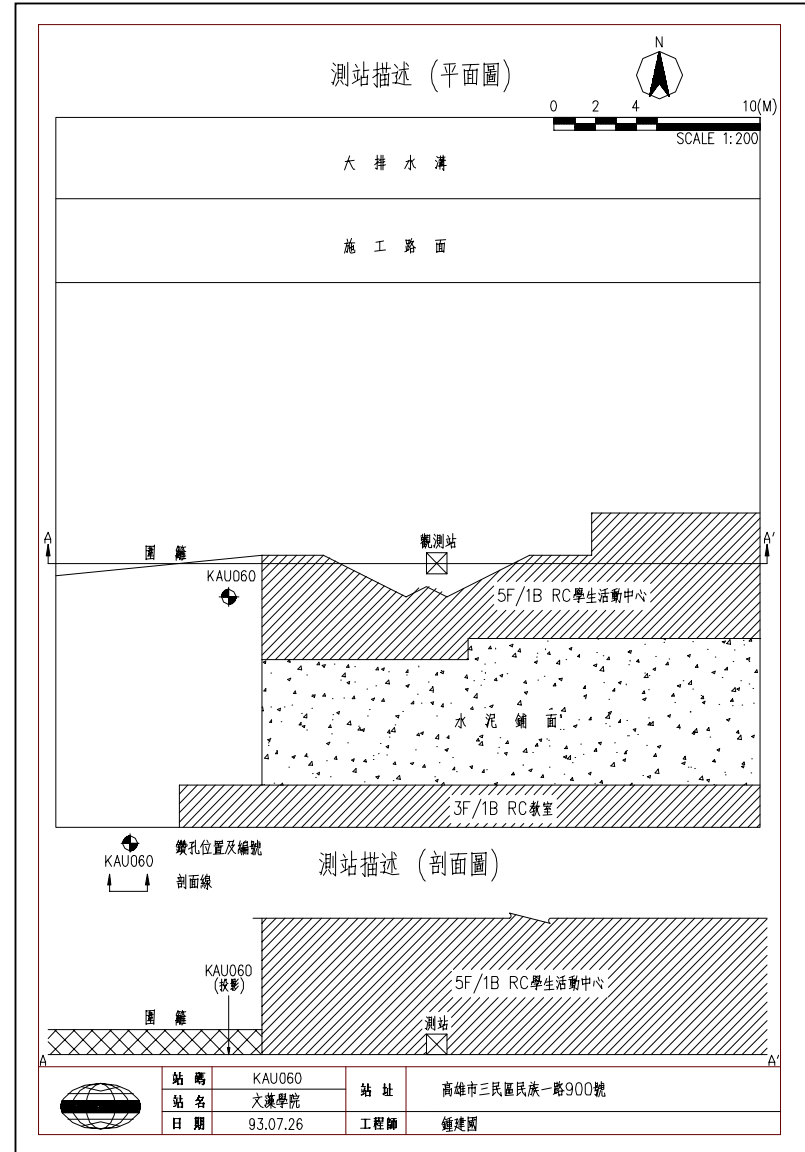 測站描述 (平面圖)
N
0 2 4 10(M)
SCALE 1:200
大排水溝
施工路面
A
A'
圍籬
觀測站
KAU060
5F/1B RC學生活動中心
水泥鋪面
3F/1B RC教室
鑽孔位置及編號
KAU060
剖面線
測站描述 (剖面圖)
KAU060
(投影)
圍籬
5F/1B RC學生活動中心
測站
A
A'
站碼 KAU060 站址 高雄市三民區民族一路900號
站名 文藻學院
日期 93.07.26 工程師 鍾建國